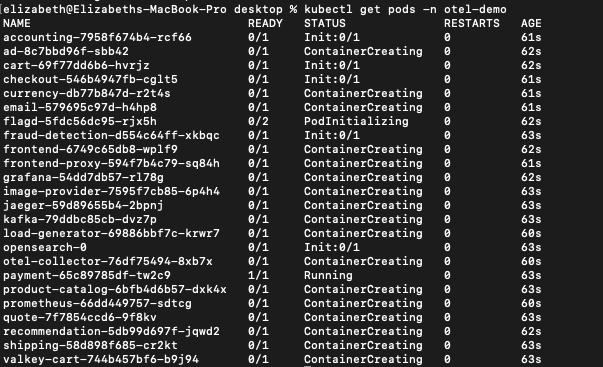 [elizabeth@Elizabeths-MacBook-Pro desktop % kubectl get pods -n otel-demo
NAME READY STATUS RESTARTS AGE
accounting-7958f674b4-rcf66 0/1 Init:0/1 0 61s
ad-8c7bbd96f-sbb42 0/1 ContainerCreating 0 62s
cart-69f77dd6b6-hvrjz 0/1 Init:0/1 0 63s
checkout-546b4947fb-cglt5 0/1 Init:0/1 0 61s
currency-db77b847d-r2t4s 0/1 ContainerCreating 0 62s
email-579695c97d-h4hp8 0/1 ContainerCreating 0 61s
flagd-5fdc56dc95-rjx5h 0/2 PodInitializing 0 62s
fraud-detection-d554c64ff-xkbqc 0/1 Init:0/1 0 63s
frontend-6749c65db8-wplf9 0/1 ContainerCreating 0 62s
frontend-proxy-594f7b4c79-sq84h 0/1 ContainerCreating 0 61s
grafana-54dd7db57-rl78g 0/1 ContainerCreating 0 62s
image-provider-7595f7cb85-6p4h4 0/1 ContainerCreating 0 63s
jaeger-59d89655b4-2bpnj 0/1 ContainerCreating 0 63s
kafka-79ddbc85cb-dvz7p 0/1 ContainerCreating 0 63s
load-generator-69886bbf7c-krwr7 0/1 ContainerCreating 0 60s
opensearch-0 0/1 Init:0/1 0 63s
otel-collector-76df75494-8xb7x 0/1 ContainerCreating 0 60s
payment-65c89785df-tw2c9 1/1 Running 0 63s
product-catalog-6bfb4d6b57-dxk4x 0/1 ContainerCreating 0 63s
prometheus-66dd449757-sdtcg 0/1 ContainerCreating 0 60s
quote-7f7854ccd6-9f8kv 0/1 ContainerCreating 0 63s
recommendation-5db99d697f-jqwd2 0/1 ContainerCreating 0 62s
shipping-58d898f685-cr2kt 0/1 ContainerCreating 0 63s
valkey-cart-744b457bf6-b9j94 0/1 ContainerCreating 0 63s